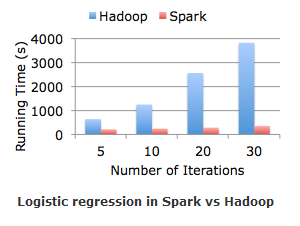 Hadoop Spark
Running Time (s)
4000
3000
2000
1000
0
5 10 20 30
Number of Iterations
Logistic regression in Spark vs Hadoop